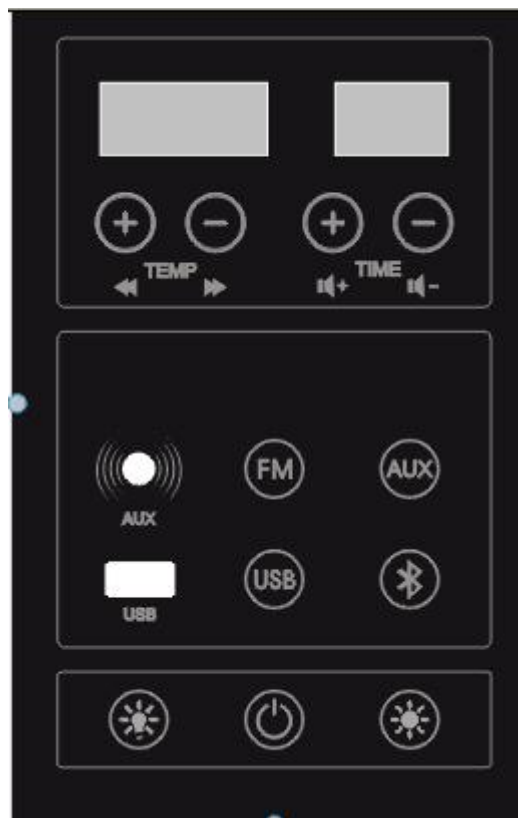 + - + -
TEMP TIME
+ -
FM AUX
AUX
USB
USB